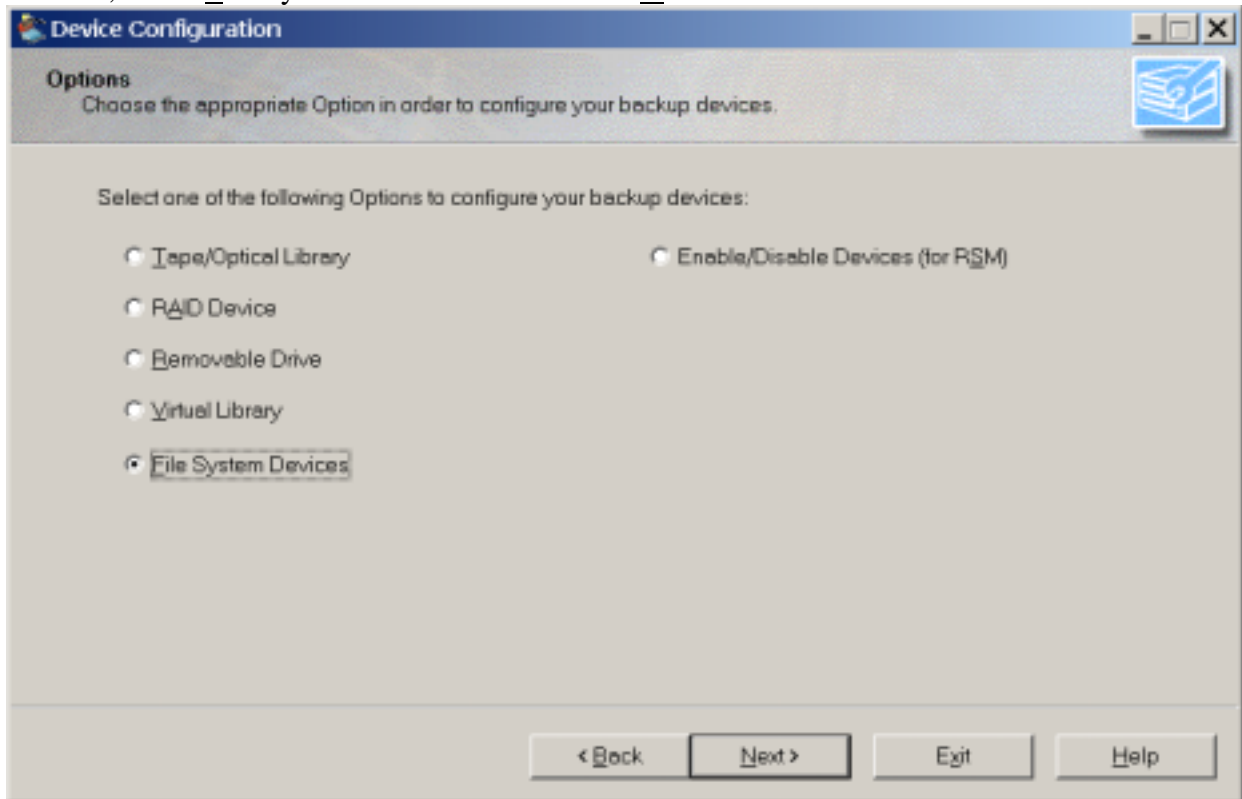 Device Configuration
Options
Choose the appropriate Option in order to configure your backup devices.
Select one of the following Options to configure your backup devices:
Tape/Optical Library
Enable/Disable Devices (for RSM)
RAID Device
Removable Drive
Virtual Library
File System Devices
< Back
Next >
Exit
Help